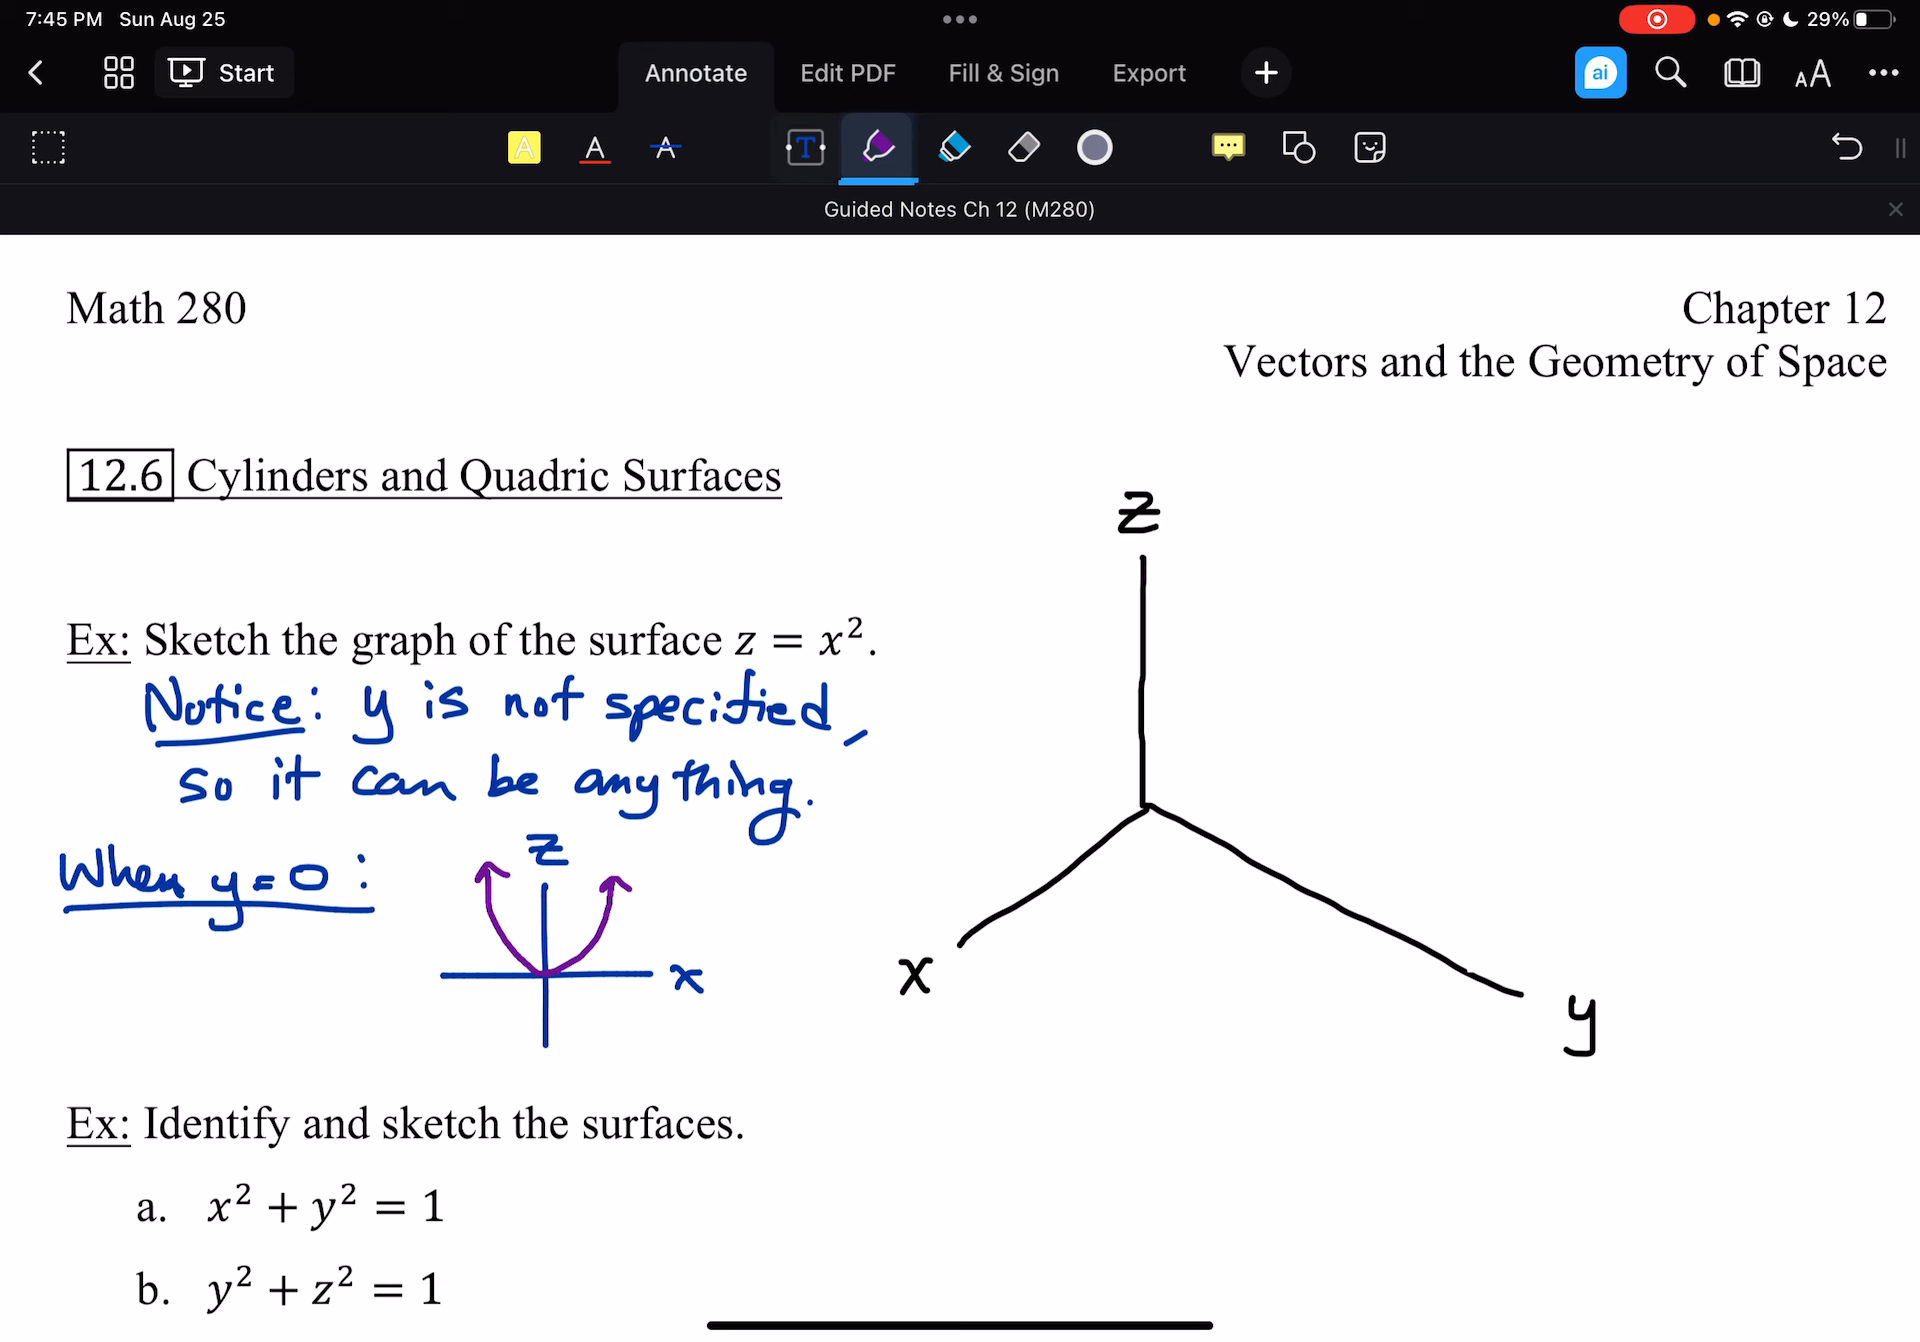 7:45 PM Sun Aug 25
29%
Start
Annotate
Edit PDF
Fill & Sign
Export
ai
AA
A
A
A
T
Guided Notes Ch 12 (M280)
Math 280
Chapter 12
Vectors and the Geometry of Space
12.6 Cylinders and Quadric Surfaces
z
Ex: Sketch the graph of the surface z = x².
Notice: y is not specified,
so it can be anything.
When y=0:
z
x
x
y
Ex: Identify and sketch the surfaces.
a. x² + y² = 1
b. y² + z² = 1